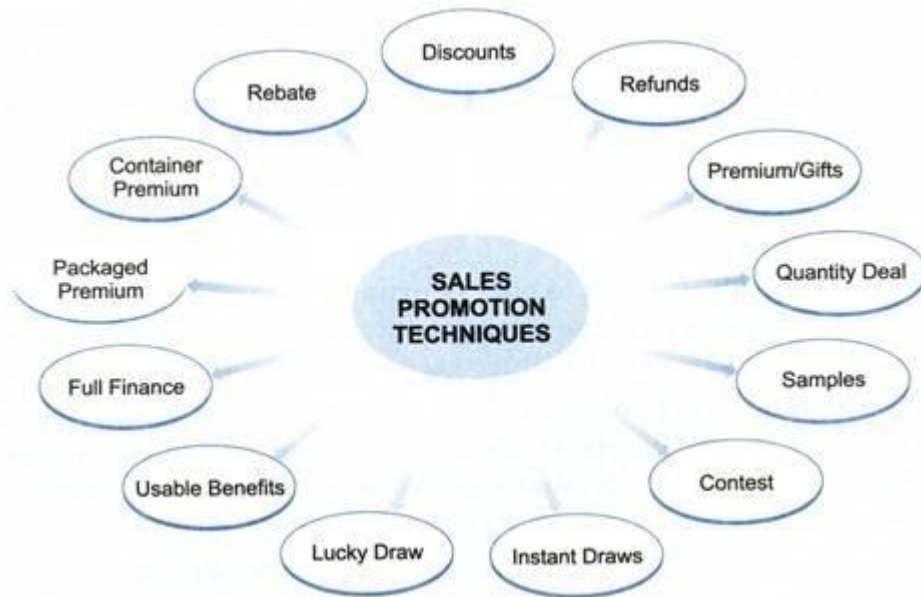 Discounts
Rebate
Refunds
Container
Premium
Premium/Gifts
Packaged
Premium
SALES
PROMOTION
TECHNIQUES
Quantity Deal
Full Finance
Samples
Usable Benefits
Contest
Lucky Draw
Instant Draws